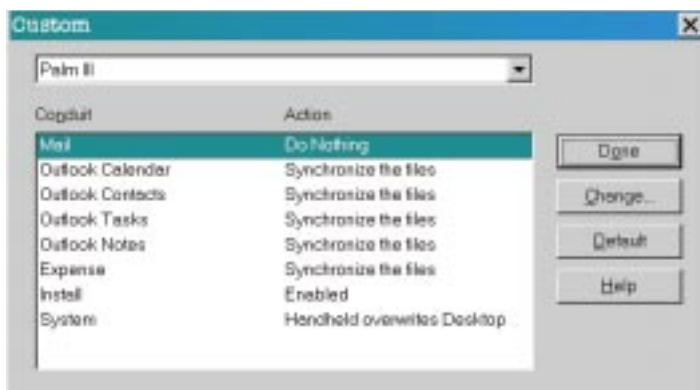 Custom
Palm III
Conduit Action
Mail Do Nothing
Outlook Calendar Synchronize the files
Outlook Contacts Synchronize the files
Outlook Tasks Synchronize the files
Outlook Notes Synchronize the files
Expense Synchronize the files
Install Enabled
System Handheld overwrites Desktop
Done
Change...
Default
Help